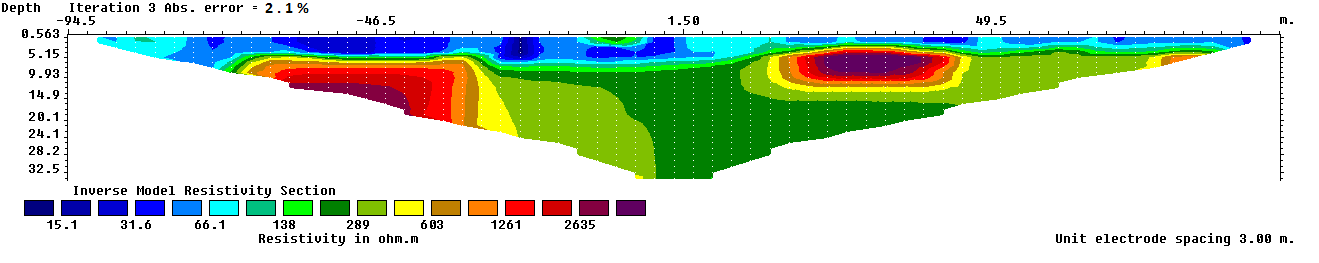 Depth Iteration 3 Abs. error = 2.1%
-94.5 -46.5 1.50 49.5 m.
0.563
5.15
9.93
14.9
20.1
24.1
28.2
32.5
Inverse Model Resistivity Section
15.1 31.6 66.1 138 289 603 1261 2635
Resistivity in ohm.m
Unit electrode spacing 3.00 m.